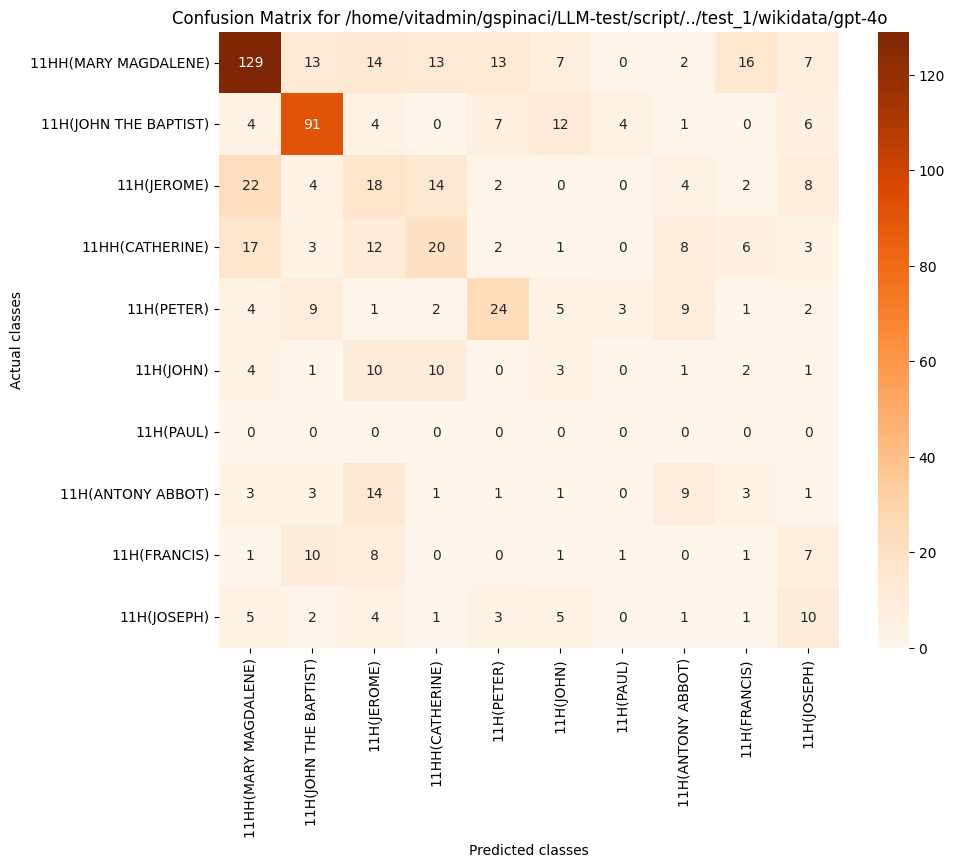 Confusion Matrix for /home/vitadmin/gspinaci/LLM-test/script/../test_1/wikidata/gpt-4o
Actual classes
11HH(MARY MAGDALENE) 129 13 14 13 13 7 0 2 16 7
11H(JOHN THE BAPTIST) 4 91 4 0 7 12 4 1 0 6
11H(JEROME) 22 4 18 14 2 0 0 4 2 8
11HH(CATHERINE) 17 3 12 20 2 1 0 8 6 3
11H(PETER) 4 9 1 2 24 5 3 9 1 2
11H(JOHN) 4 1 10 10 0 3 0 1 2 1
11H(PAUL) 0 0 0 0 0 0 0 0 0 0
11H(ANTONY ABBOT) 3 3 14 1 1 1 0 9 3 1
11H(FRANCIS) 1 10 8 0 0 1 1 0 1 7
11H(JOSEPH) 5 2 4 1 3 5 0 1 1 10
11HH(MARY MAGDALENE)
11H(JOHN THE BAPTIST)
11H(JEROME)
11HH(CATHERINE)
11H(PETER)
11H(JOHN)
11H(PAUL)
11H(ANTONY ABBOT)
11H(FRANCIS)
11H(JOSEPH)
Predicted classes
120
100
80
60
40
20
0